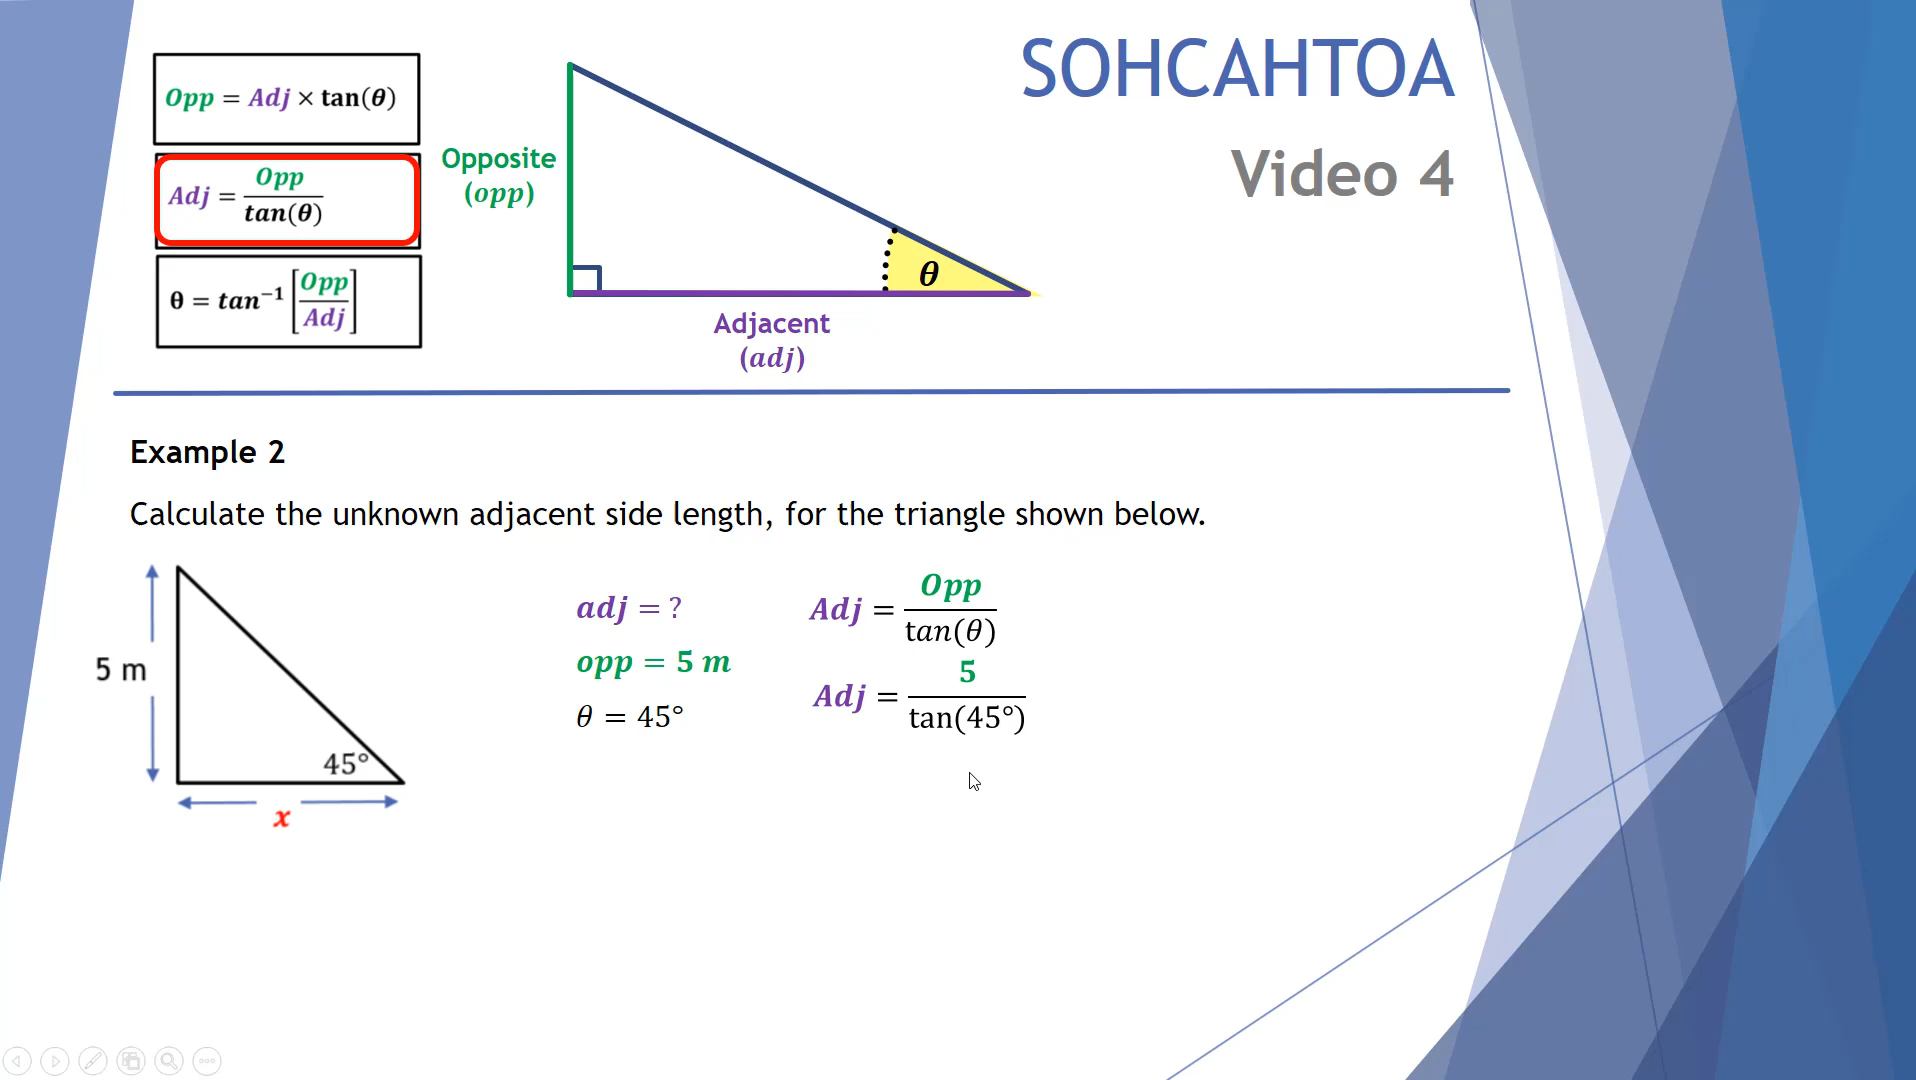 SOHCAHTOA
Video 4
Opp = Adj × tan(θ)
Adj = Opp / tan(θ)
θ = tan⁻¹ [Opp / Adj]
Opposite
(opp)
θ
Adjacent
(adj)
Example 2
Calculate the unknown adjacent side length, for the triangle shown below.
5 m
45°
x
adj = ?
opp = 5 m
θ = 45°
Adj = Opp / tan(θ)
Adj = 5 / tan(45°)